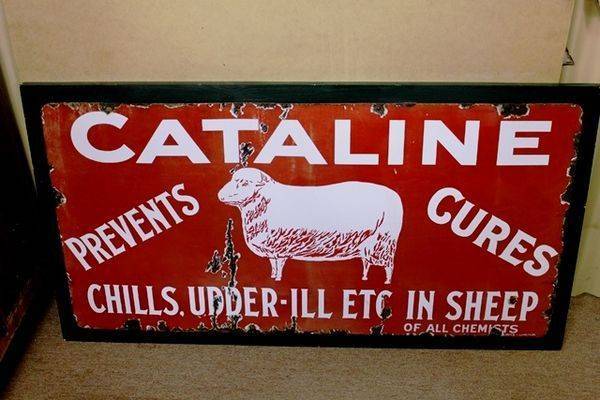 CATALINE
PREVENTS
CURES
CHILLS, UDDER-ILL ETC IN SHEEP
OF ALL CHEMISTS